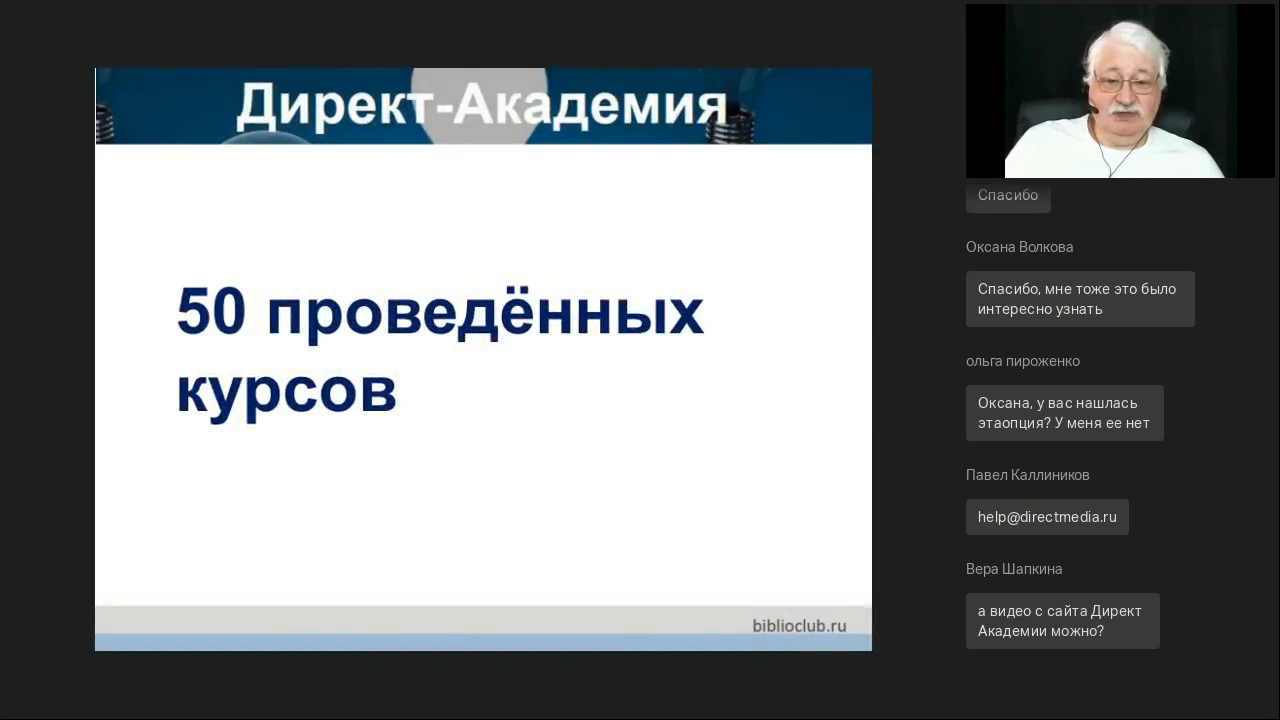 Директ-Академия
50 проведённых
курсов
biblioclub.ru
Спасибо
Оксана Волкова
Спасибо, мне тоже это было
интересно узнать
ольга пироженко
Оксана, у вас нашлась
этаопция? У меня ее нет
Павел Каллиников
help@directmedia.ru
Вера Шапкина
а видео с сайта Директ
Академии можно?